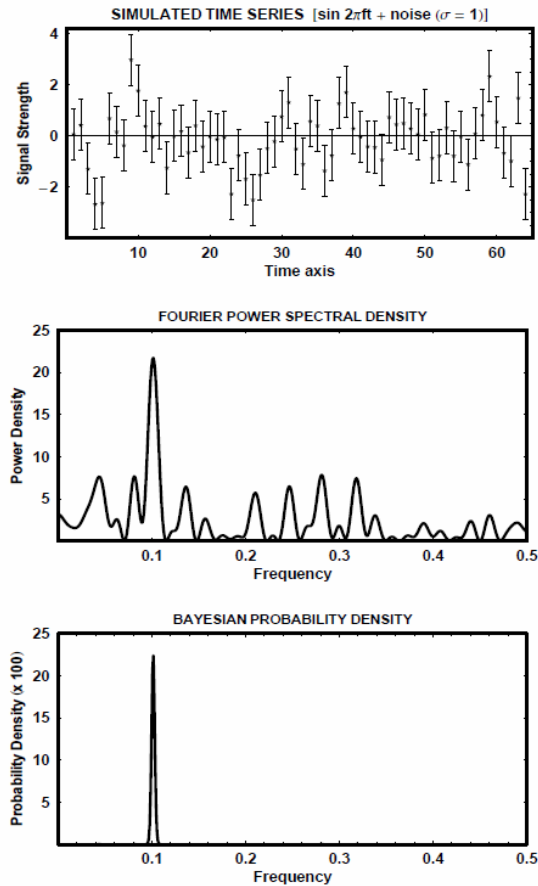 SIMULATED TIME SERIES [sin 2πft + noise (σ = 1)]
4
2
0
−2
Signal Strength
10 20 30 40 50 60
Time axis
FOURIER POWER SPECTRAL DENSITY
25
20
15
10
5
Power Density
0.1 0.2 0.3 0.4 0.5
Frequency
BAYESIAN PROBABILITY DENSITY
25
20
15
10
5
Probability Density (x 100)
0.1 0.2 0.3 0.4 0.5
Frequency